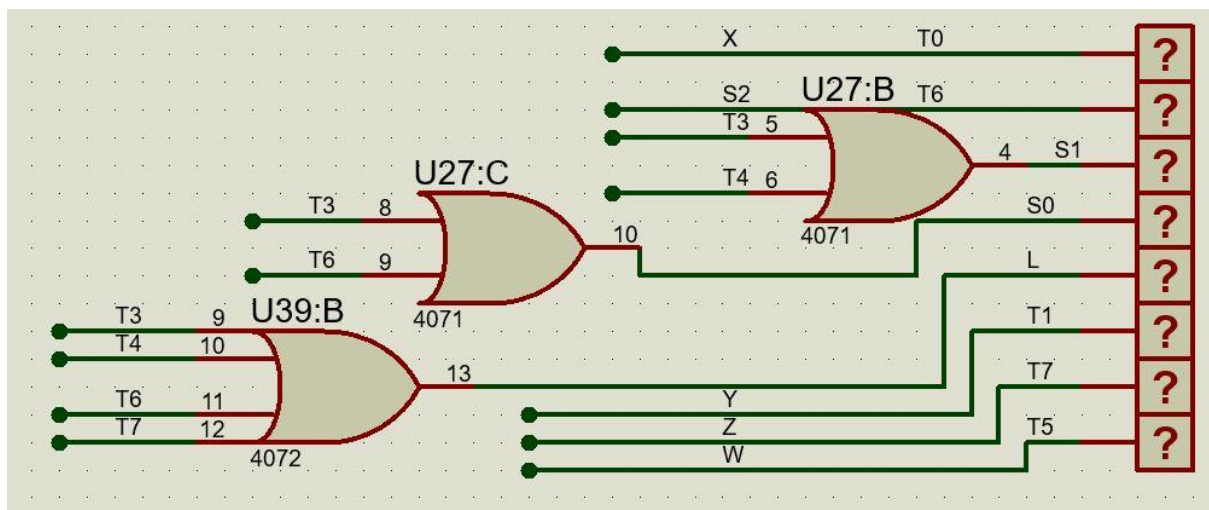 X T0 ?
S2 U27:B T6 ?
T3 5
4 S1 ?
U27:C T4 6
T3 8 S0 ?
4071
10
T6 9 L ?
U39:B 4071
T3 9 T1 ?
T4 10
13 T7 ?
T6 11 Y
T7 12 Z T5 ?
4072 W